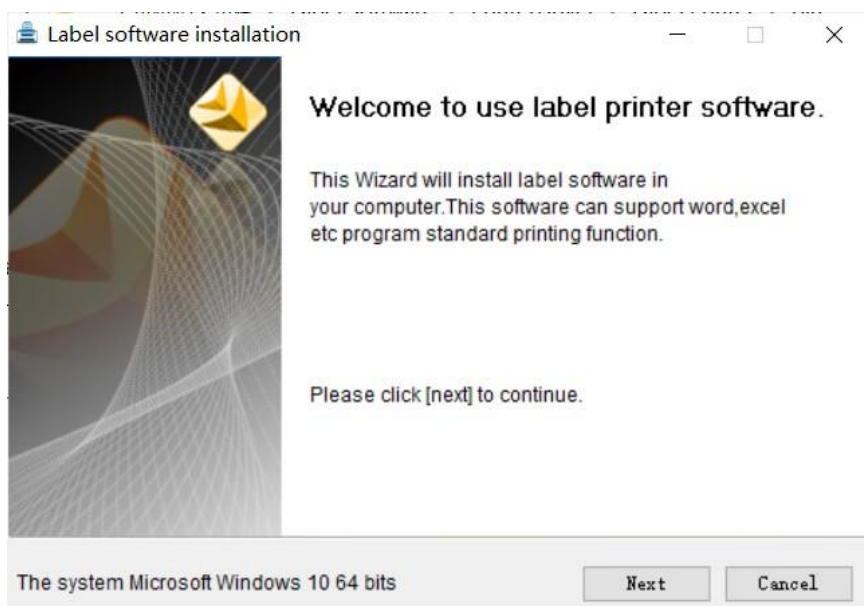 Label software installation
Welcome to use label printer software.
This Wizard will install label software in
your computer.This software can support word,excel
etc program standard printing function.
Please click [next] to continue.
The system Microsoft Windows 10 64 bits
Next
Cancel